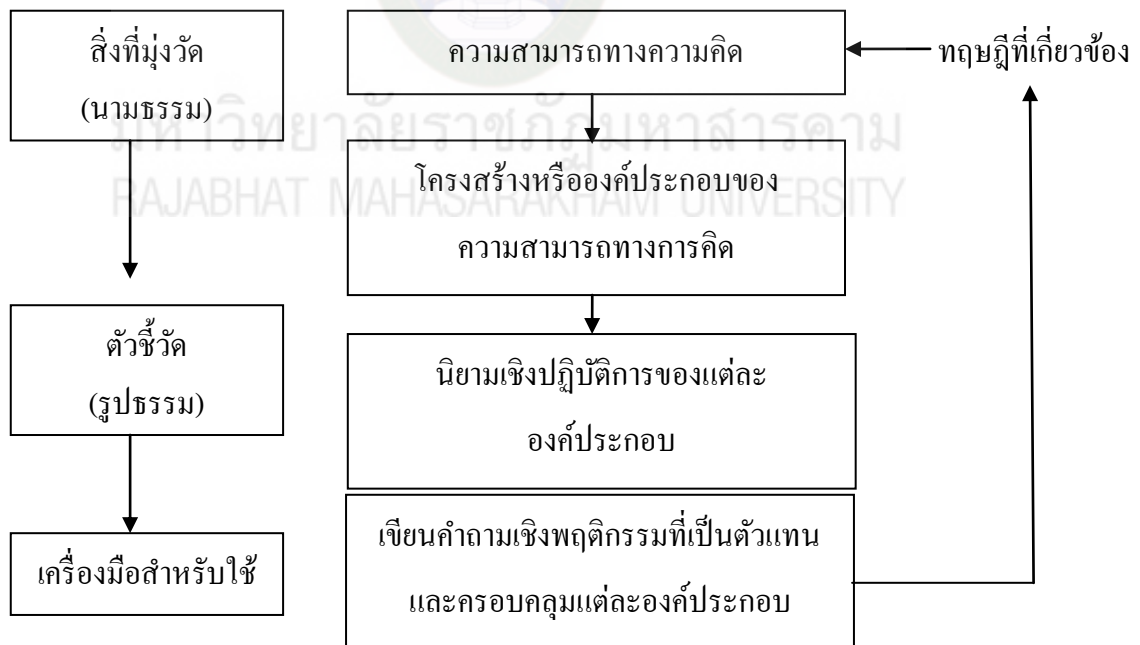 สิ่งที่มุ่งวัด
(นามธรรม)
ความสามารถทางความคิด
ทฤษฎีที่เกี่ยวข้อง
มหาวิทยาลัยราชภัฏมหาสารคาม
RAJABHAT MAHASARAKHAM UNIVERSITY
โครงสร้างหรือองค์ประกอบของ
ความสามารถทางการคิด
ตัวชี้วัด
(รูปธรรม)
นิยามเชิงปฏิบัติการของแต่ละ
องค์ประกอบ
เครื่องมือสำหรับใช้
เขียนคำถามเชิงพฤติกรรมที่เป็นตัวแทน
และครอบคลุมแต่ละองค์ประกอบ